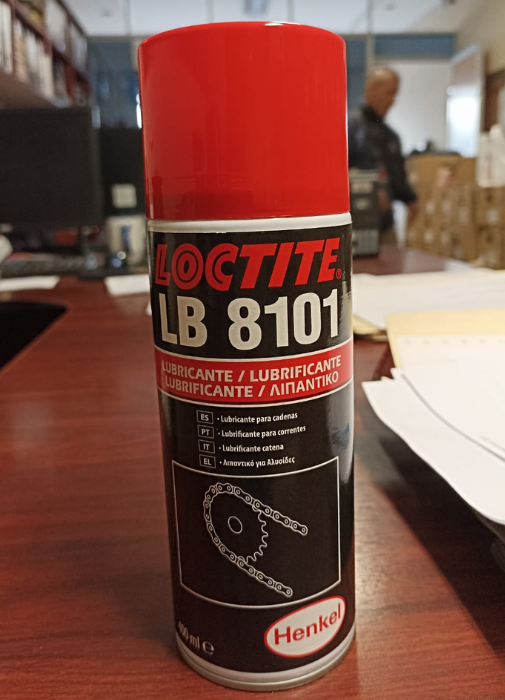 LOCTITE®
LB 8101
LUBRICANTE / LUBRIFICANTE
LUBRIFICANTE / ΛΙΠΑΝΤΙΚΟ
ES • Lubricante para cadenas
PT • Lubrificante para correntes
IT • Lubrificante catena
EL • Λιπαντικό για Αλυσίδες
400 ml ℮
Henkel